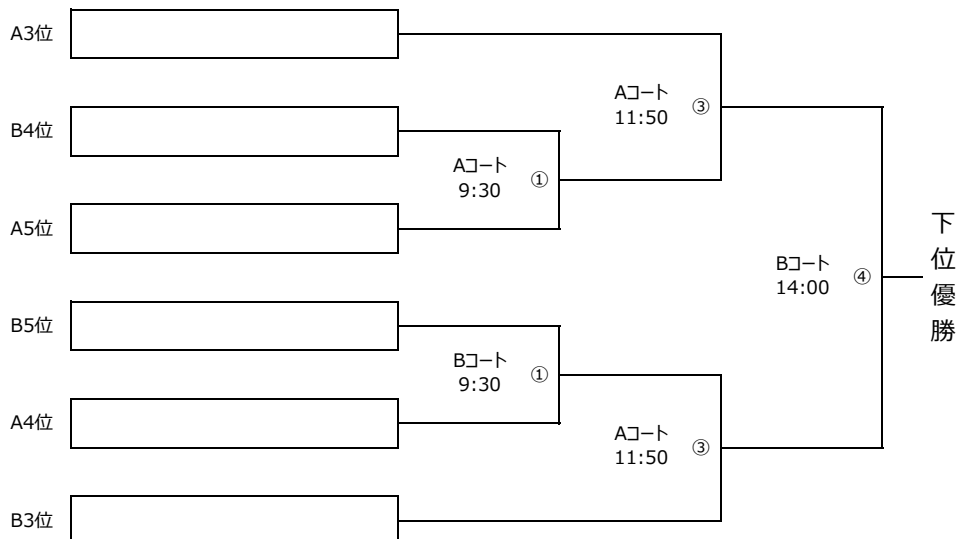 A3位
Aコート
11:50 ③
B4位
Aコート
9:30 ①
A5位
Bコート
14:00 ④
下位優勝
B5位
Bコート
9:30 ①
A4位
Aコート
11:50 ③
B3位